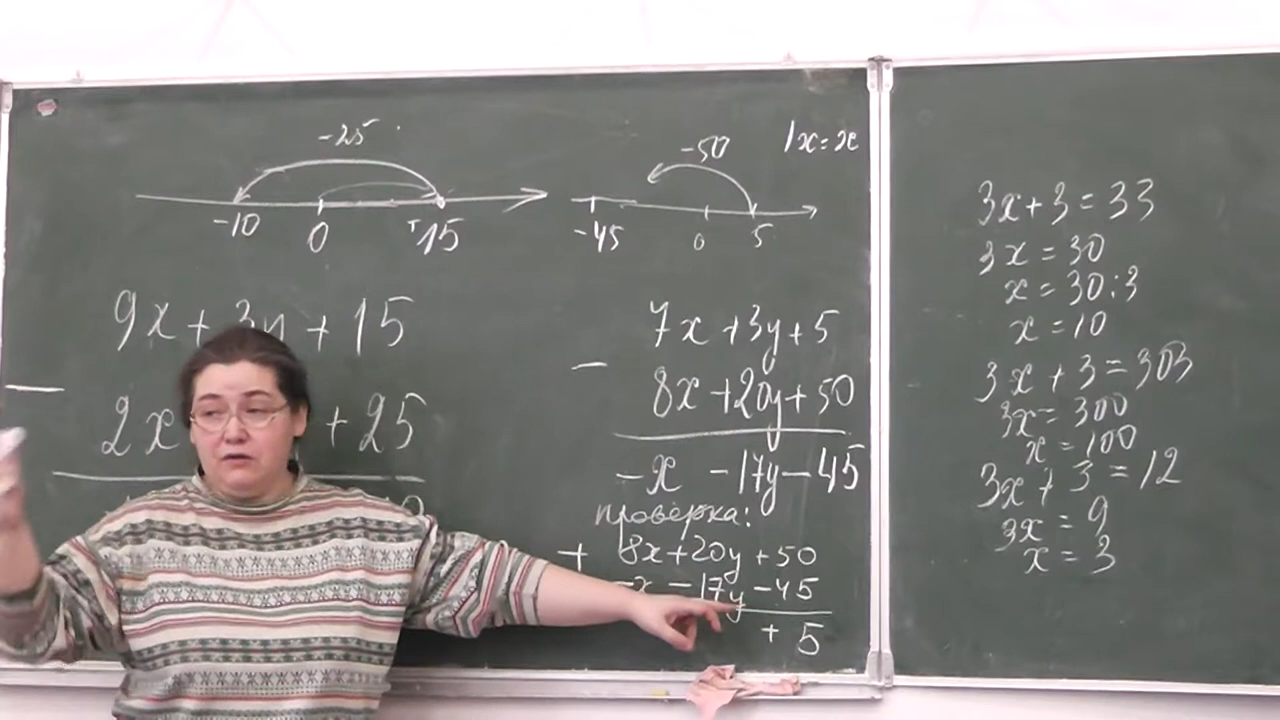 -25
-10 0 +15
-50
1x=x
-45 0 5
9x + 3y + 15
−
2x + 25
7x + 3y + 5
−
8x + 20y + 50
-x - 17y - 45
проверка:
+ 8x + 20y + 50
-x - 17y - 45
+ 5
3x + 3 = 33
3x = 30
x = 30:3
x = 10
3x + 3 = 303
3x = 300
x = 100
3x + 3 = 12
3x = 9
x = 3